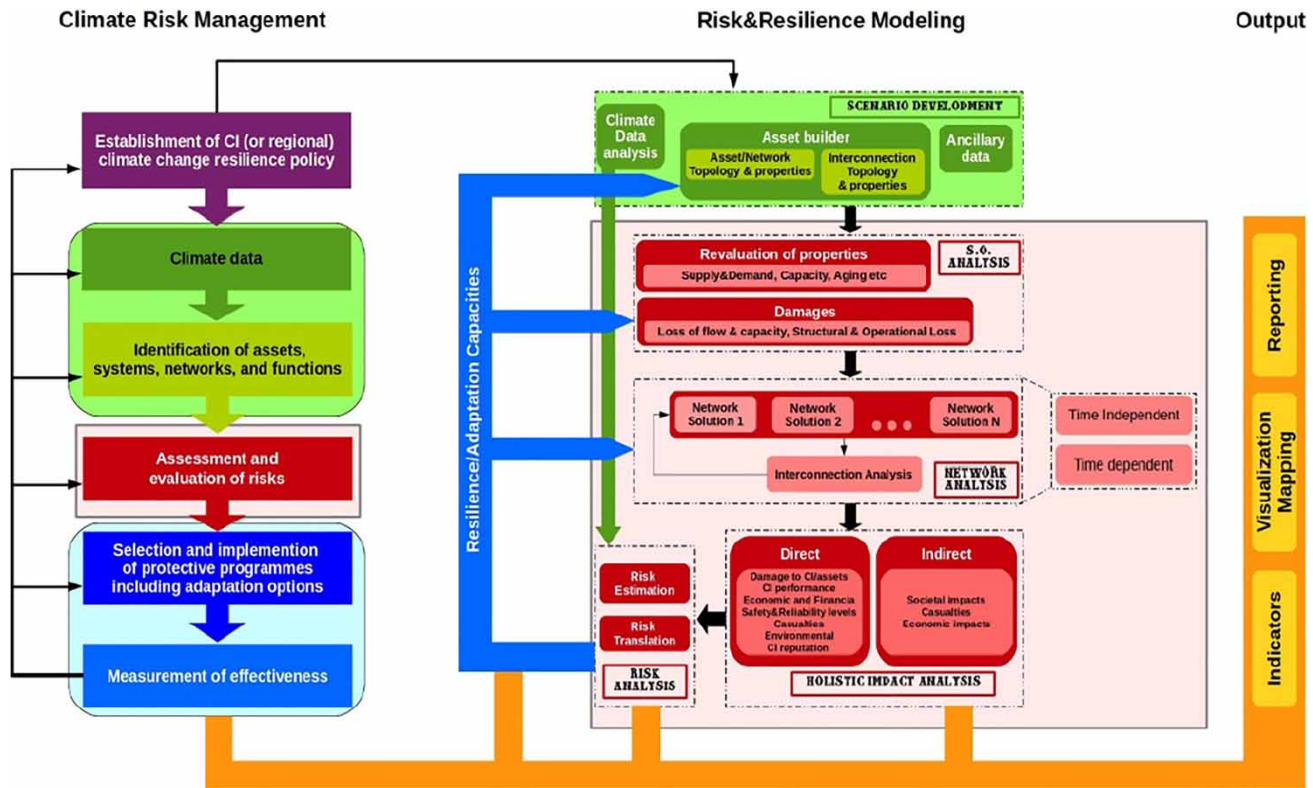 Climate Risk Management
Risk&Resilience Modeling
Output
Establishment of CI (or regional)
climate change resilience policy
Climate data
Identification of assets,
systems, networks, and functions
Assessment and
evaluation of risks
Selection and implemention
of protective programmes
including adaptation options
Measurement of effectiveness
Resilience/Adaptation Capacities
SCENARIO DEVELOPMENT
Climate
Data
analysis
Asset builder
Asset/Network
Topology & properties
Interconnection
Topology
& properties
Ancillary
data
Revaluation of properties
Supply&Demand, Capacity, Aging etc
S.O.
ANALYSIS
Damages
Loss of flow & capacity, Structural & Operational Loss
Network
Solution 1
Network
Solution 2
Network
Solution N
Interconnection Analysis
NETWORK
ANALYSIS
Time Independent
Time dependent
Risk
Estimation
Risk
Translation
RISK
ANALYSIS
Direct
Damage to CI/assets
CI performance
Economic and Financia
Safety&Reliability levels
Casualties
Environmental
CI reputation
Indirect
Societal impacts
Casualties
Economic impacts
HOLISTIC IMPACT ANALYSIS
Reporting
Visualization
Mapping
Indicators